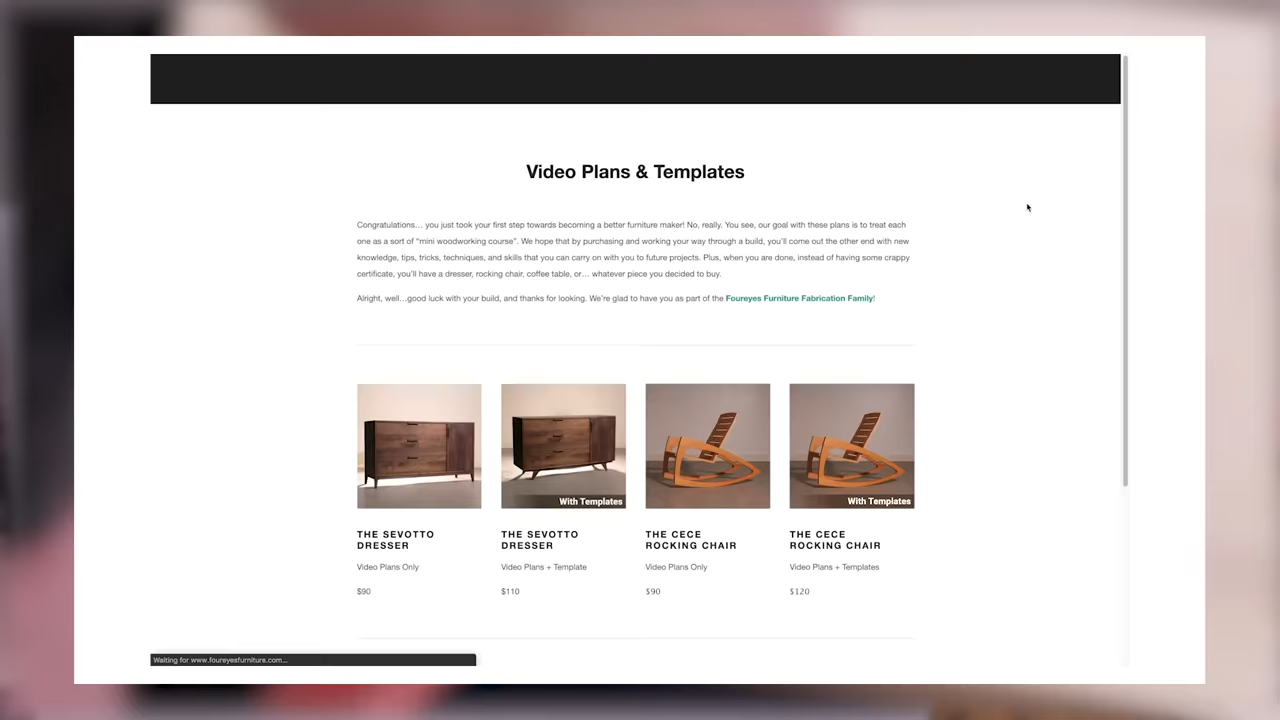 Video Plans & Templates
Congratulations… you just took your first step towards becoming a better furniture maker! No, really. You see, our goal with these plans is to treat each
one as a sort of “mini woodworking course”. We hope that by purchasing and working your way through a build, you’ll come out the other end with new
knowledge, tips, tricks, techniques, and skills that you can carry on with you to future projects. Plus, when you are done, instead of having some crappy
certificate, you’ll have a dresser, rocking chair, coffee table, or… whatever piece you decided to buy.
Alright, well…good luck with your build, and thanks for looking. We’re glad to have you as part of the Foureyes Furniture Fabrication Family!
With Templates
With Templates
THE SEVOTTO
DRESSER
Video Plans Only
$90
THE SEVOTTO
DRESSER
Video Plans + Template
$110
THE CECE
ROCKING CHAIR
Video Plans Only
$90
THE CECE
ROCKING CHAIR
Video Plans + Templates
$120
Waiting for www.foureyesfurniture.com...